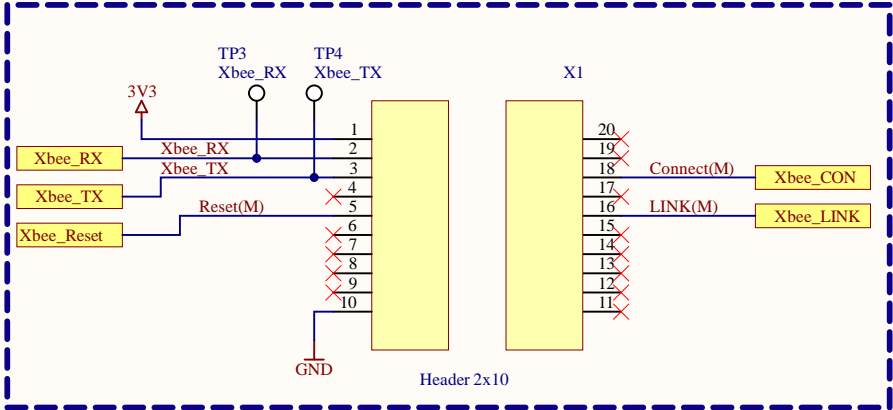 TP3
Xbee_RX
TP4
Xbee_TX
X1
3V3
Xbee_RX
Xbee_TX
Xbee_Reset
Xbee_RX
Xbee_TX
Reset(M)
1
2
3
4
5
6
7
8
9
10
GND
20
19
18
17
16
15
14
13
12
11
Connect(M)
LINK(M)
Xbee_CON
Xbee_LINK
Header 2x10